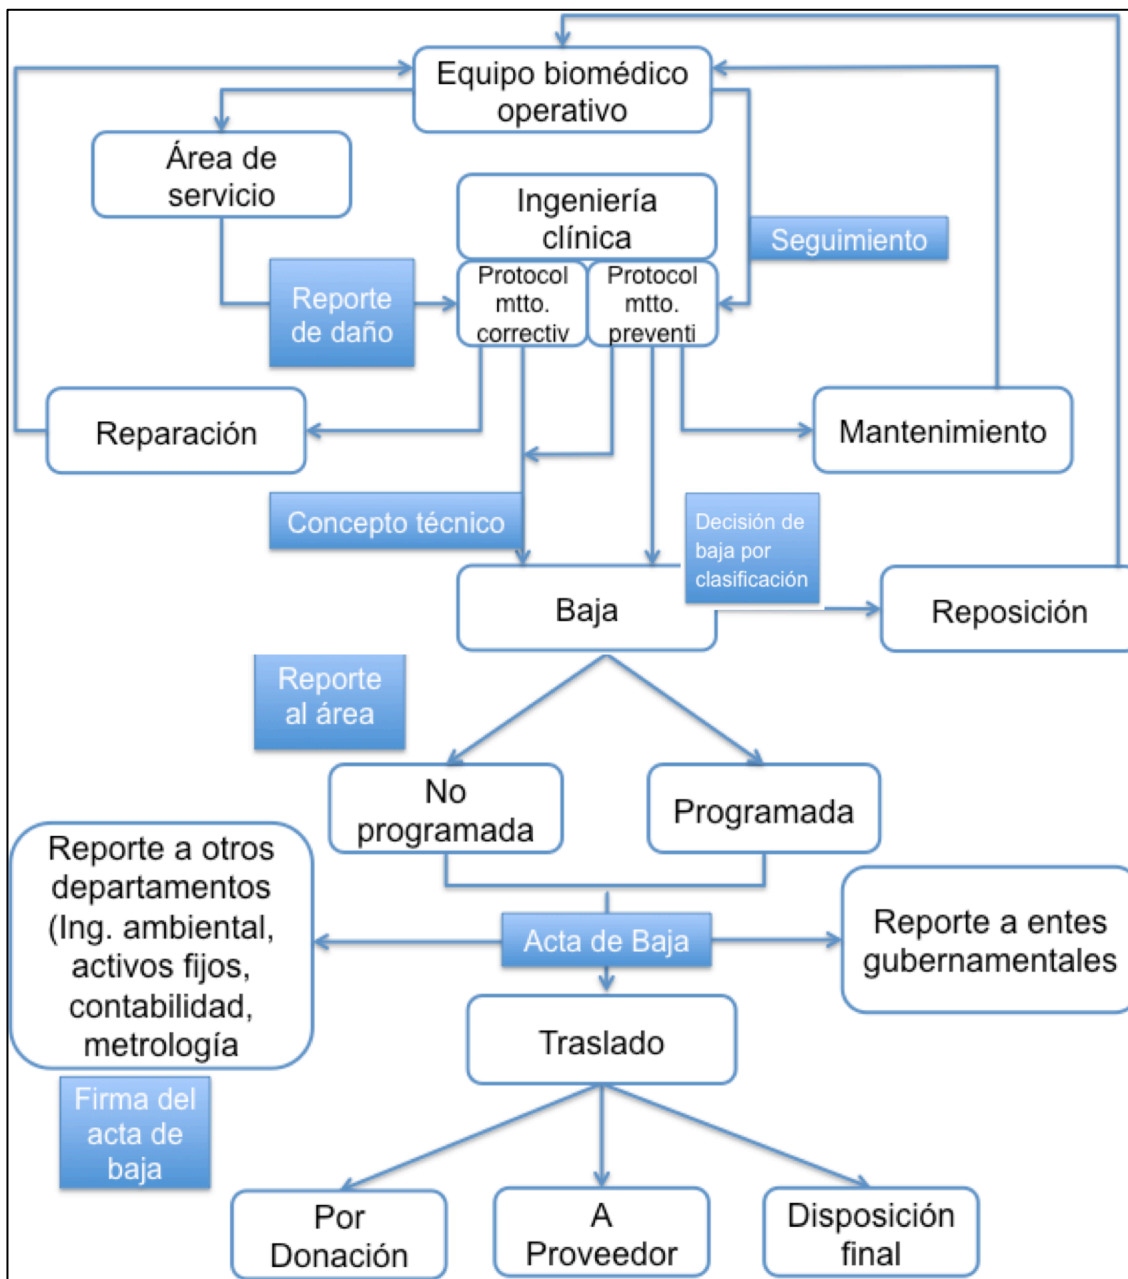 Equipo biomédico
operativo
Área de
servicio
Ingeniería
clínica
Seguimiento
Reporte
de daño
Protocol
mtto.
correctiv
Protocol
mtto.
preventi
Reparación
Mantenimiento
Concepto técnico
Decisión de
baja por
clasificación
Baja
Reposición
Reporte
al área
No
programada
Programada
Reporte a otros
departamentos
(Ing. ambiental,
activos fijos,
contabilidad,
metrología
Acta de Baja
Reporte a entes
gubernamentales
Traslado
Firma del
acta de
baja
Por
Donación
A
Proveedor
Disposición
final